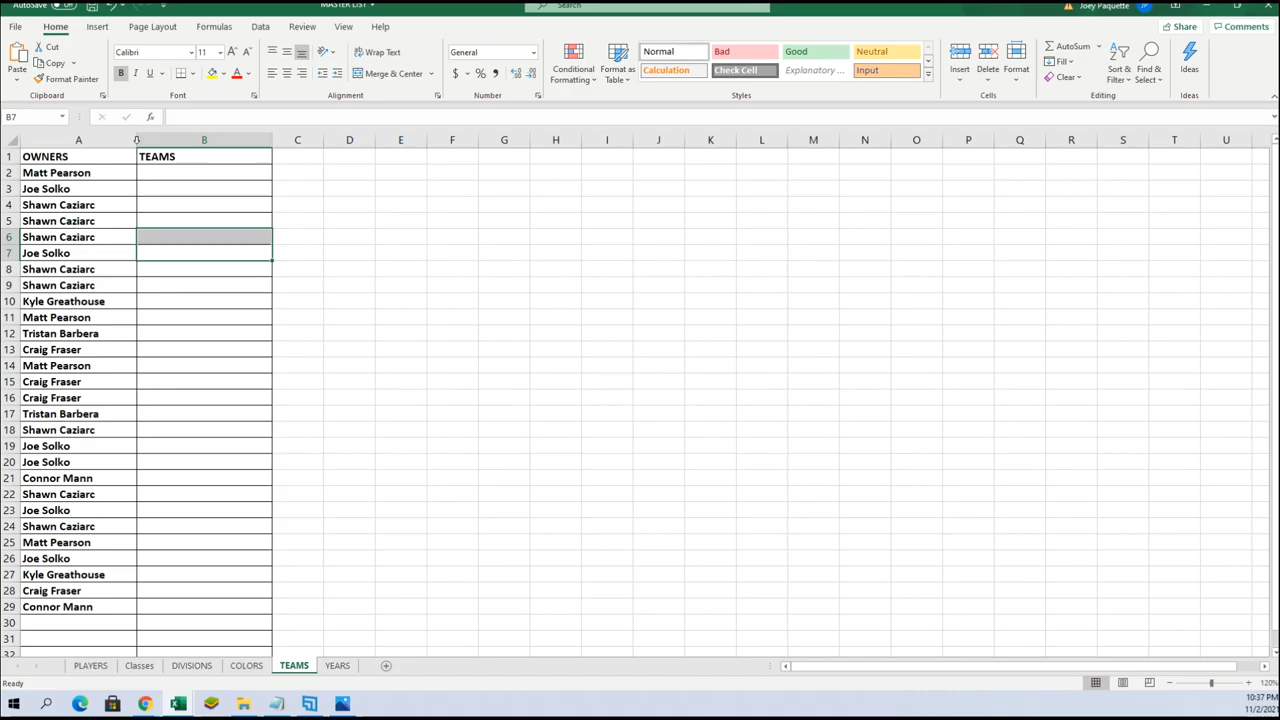 AutoSave Off MASTER LIST Search Joey Paquette JP
File Home Insert Page Layout Formulas Data Review View Help Share Comments
Cut Calibri 11 A A Wrap Text General Normal Bad Good Neutral AutoSum
Paste Copy Merge & Center $ % Conditional Formatting Format as Table Calculation Check Cell Explanatory ... Input Insert Delete Format Fill Sort & Filter Find & Select Ideas
Format Painter B I U A Clear
Clipboard Font Alignment Number Styles Cells Editing Ideas
B7 fx
A B C D E F G H I J K L M N O P Q R S T U
1 OWNERS TEAMS
2 Matt Pearson
3 Joe Solko
4 Shawn Caziarc
5 Shawn Caziarc
6 Shawn Caziarc
7 Joe Solko
8 Shawn Caziarc
9 Shawn Caziarc
10 Kyle Greathouse
11 Matt Pearson
12 Tristan Barbera
13 Craig Fraser
14 Matt Pearson
15 Craig Fraser
16 Craig Fraser
17 Tristan Barbera
18 Shawn Caziarc
19 Joe Solko
20 Joe Solko
21 Connor Mann
22 Shawn Caziarc
23 Joe Solko
24 Shawn Caziarc
25 Matt Pearson
26 Joe Solko
27 Kyle Greathouse
28 Craig Fraser
29 Connor Mann
30
31
32
PLAYERS Classes DIVISIONS COLORS TEAMS YEARS
Ready 120%
10:37 PM
11/2/2021